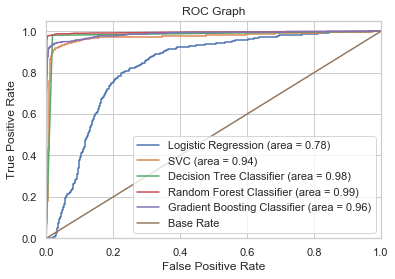 ROC Graph
True Positive Rate
1.0
0.8
0.6
0.4
0.2
0.0
Logistic Regression (area = 0.78)
SVC (area = 0.94)
Decision Tree Classifier (area = 0.98)
Random Forest Classifier (area = 0.99)
Gradient Boosting Classifier (area = 0.96)
Base Rate
0.0 0.2 0.4 0.6 0.8 1.0
False Positive Rate